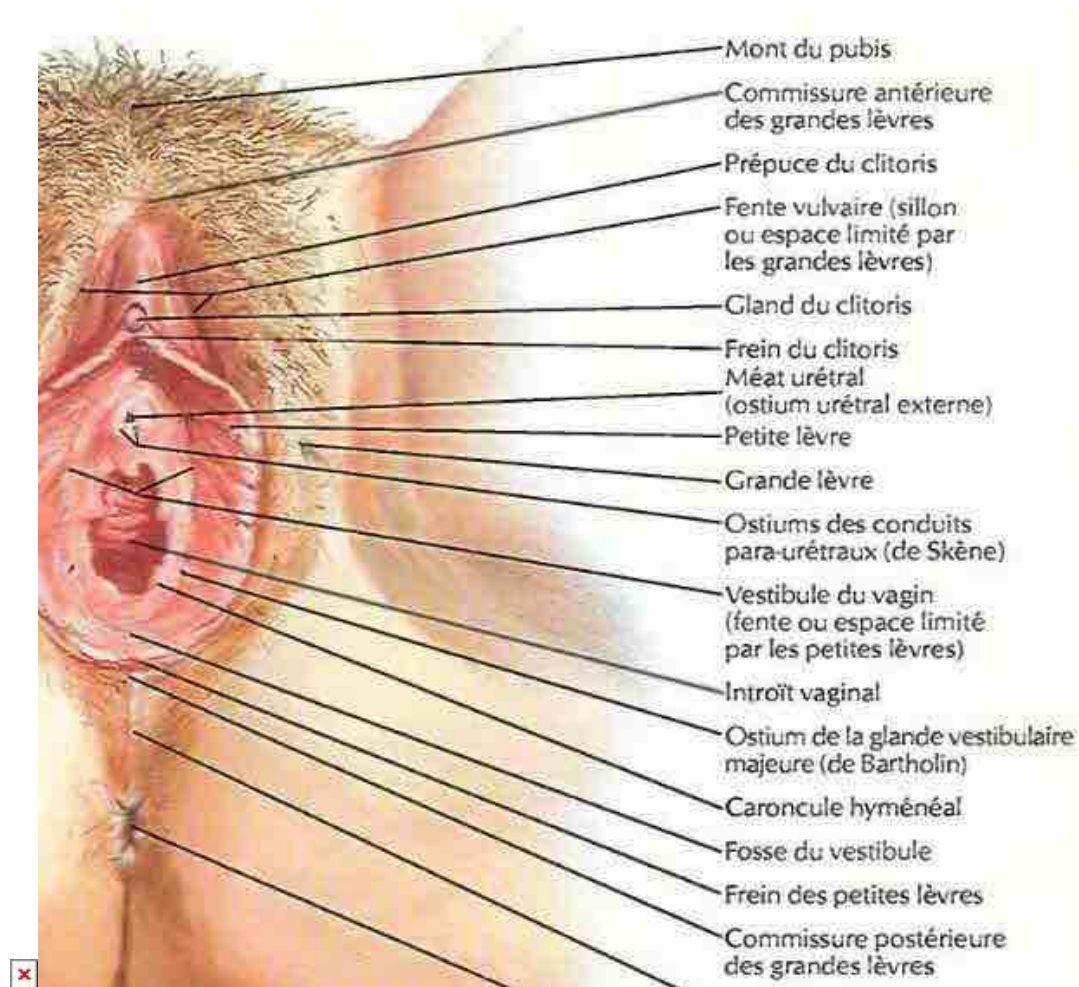 Mont du pubis
Commissure antérieure
des grandes lèvres
Prépuce du clitoris
Fente vulvaire (sillon
ou espace limité par
les grandes lèvres)
Gland du clitoris
Frein du clitoris
Méat urétral
(ostium urétral externe)
Petite lèvre
Grande lèvre
Ostiums des conduits
para-urétraux (de Skène)
Vestibule du vagin
(fente ou espace limité
par les petites lèvres)
Introït vaginal
Ostium de la glande vestibulaire
majeure (de Bartholin)
Caroncule hyménéal
Fosse du vestibule
Frein des petites lèvres
Commissure postérieure
des grandes lèvres